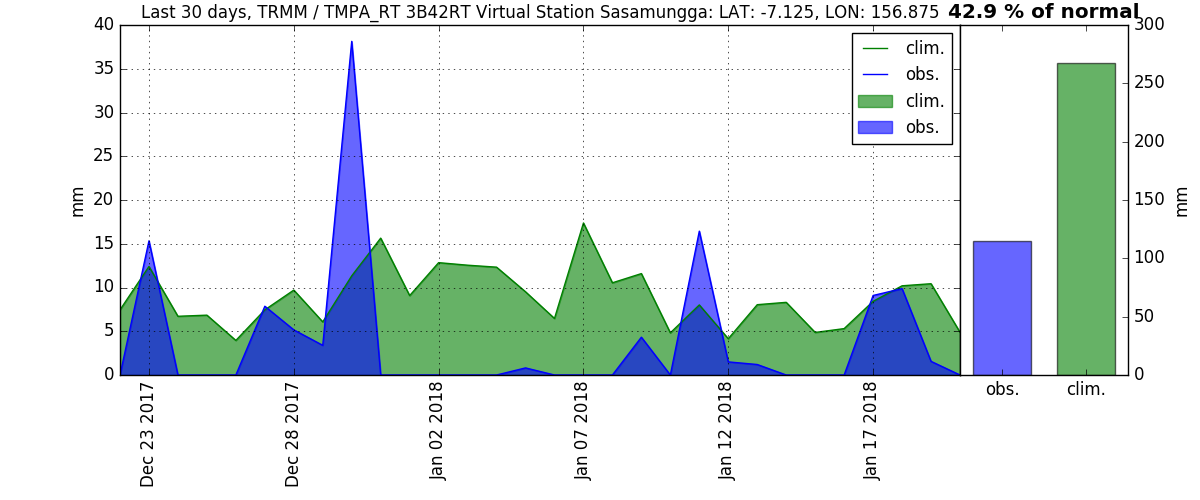 Last 30 days, TRMM / TMPA_RT 3B42RT Virtual Station Sasamungga: LAT: -7.125, LON: 156.875
42.9 % of normal
mm
40
35
30
25
20
15
10
5
0
clim.
obs.
clim.
obs.
Dec 23 2017
Dec 28 2017
Jan 02 2018
Jan 07 2018
Jan 12 2018
Jan 17 2018
obs.
clim.
300
250
200
150
100
50
0
mm